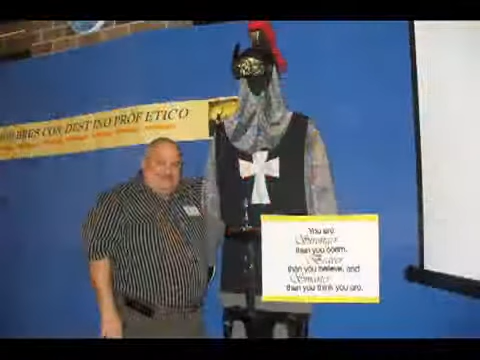 BRES CON DESTINO PROFETICO
You are
Stronger
than you seem,
Braver
than you believe, and
Smarter
than you think you are.